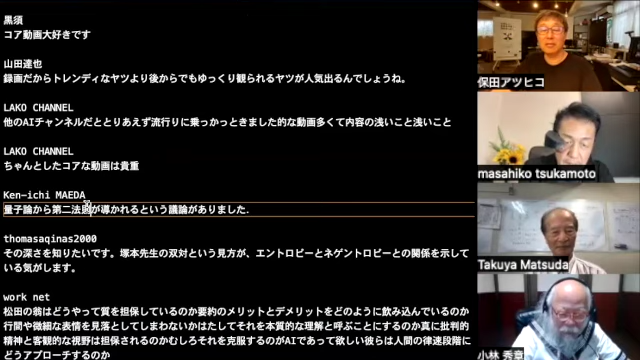 黒須
コア動画大好きです
山田達也
録画だからトレンディなヤツより後からでもゆっくり観られるヤツが人気出るんでしょうね。
LAKO CHANNEL
他のAIチャンネルだととりあえず流行りに乗っかっときました的な動画多くて内容の浅いこと浅いこと
LAKO CHANNEL
ちゃんとしたコアな動画は貴重
Ken-ichi MAEDA
量子論から第二法則が導かれるという議論がありました.
thomasaqinas2000
その深さを知りたいです。塚本先生の双対という見方が、エントロピーとネゲントロピーとの関係を示して
いる気がします。
work net
松田の翁はどうやって質を担保しているのか要約のメリットとデメリットをどのように飲み込んでいるのか
行間や微細な表情を見落としてしまわないかはたしてそれを本質的な理解と呼ぶことにするのか真に批判的
精神と客観的な視野は担保されるのかむしろそれを克服するのがAIであって欲しい彼らは人間の律速段階に
どうアプローチするのか
保田アツヒコ
masahiko tsukamoto
Takuya Matsuda
小林 秀章